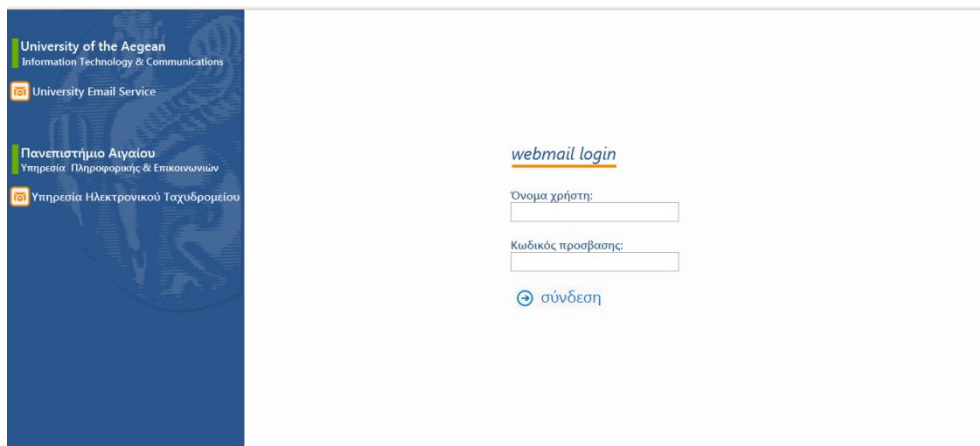 University of the Aegean
Information Technology & Communications
University Email Service
Πανεπιστήμιο Αιγαίου
Υπηρεσία Πληροφορικής & Επικοινωνιών
Υπηρεσία Ηλεκτρονικού Ταχυδρομείου
webmail login
Όνομα χρήστη:
Κωδικός προσβασης:
σύνδεση